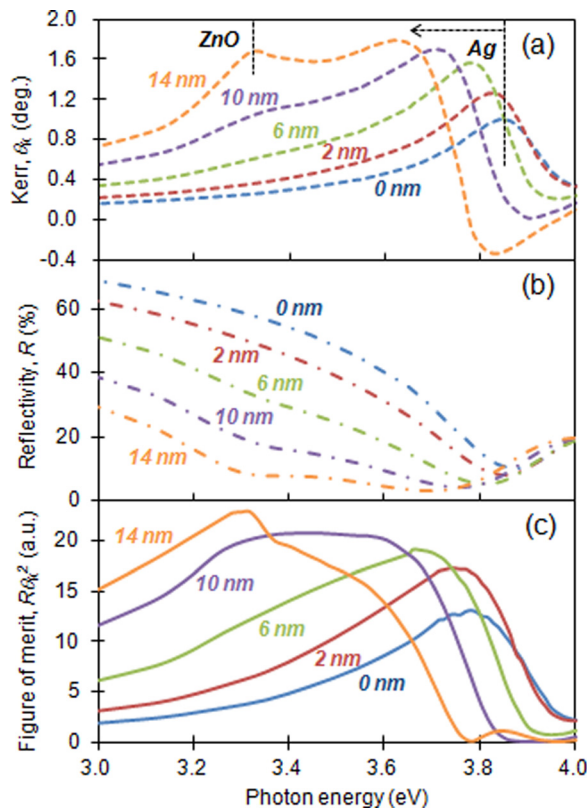 2.0
1.6
1.2
0.8
0.4
0.0
-0.4
Kerr, θk (deg.)
ZnO
Ag
(a)
14 nm
10 nm
6 nm
2 nm
0 nm
60
40
20
0
Reflectivity, R (%)
(b)
0 nm
2 nm
6 nm
10 nm
14 nm
20
15
10
5
0
Figure of merit, Rθk² (a.u.)
(c)
14 nm
10 nm
6 nm
2 nm
0 nm
3.0 3.2 3.4 3.6 3.8 4.0
Photon energy (eV)